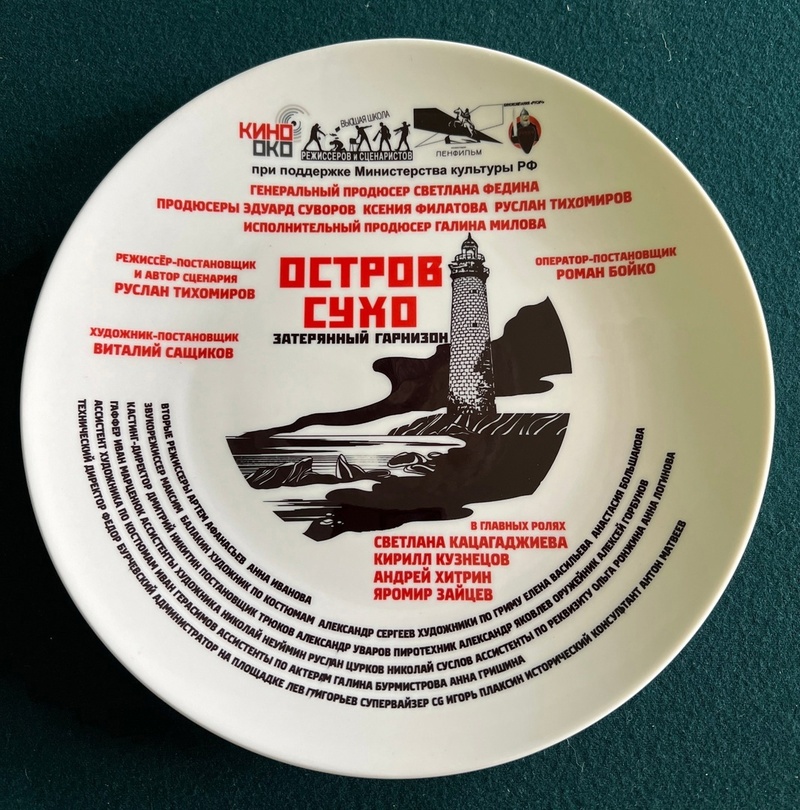 КИНО
ОКО
ВЫСШАЯ ШКОЛА
РЕЖИССЕРОВ И СЦЕНАРИСТОВ
ПЕНФИЛЬМ
при поддержке Министерства культуры РФ
ГЕНЕРАЛЬНЫЙ ПРОДЮСЕР СВЕТЛАНА ФЕДИНА
ПРОДЮСЕРЫ ЭДУАРД СУВОРОВ КСЕНИЯ ФИЛАТОВА РУСЛАН ТИХОМИРОВ
ИСПОЛНИТЕЛЬНЫЙ ПРОДЮСЕР ГАЛИНА МИЛОВА
РЕЖИССЁР-ПОСТАНОВЩИК
И АВТОР СЦЕНАРИЯ
РУСЛАН ТИХОМИРОВ
ОСТРОВ
СУХО
ЗАТЕРЯННЫЙ ГАРНИЗОН
ОПЕРАТОР-ПОСТАНОВЩИК
РОМАН БОЙКО
ХУДОЖНИК-ПОСТАНОВЩИК
ВИТАЛИЙ САЩИКОВ
В ГЛАВНЫХ РОЛЯХ
СВЕТЛАНА КАЦАГАДЖИЕВА
КИРИЛЛ КУЗНЕЦОВ
АНДРЕЙ ХИТРИН
ЯРОМИР ЗАЙЦЕВ
ВТОРЫЕ РЕЖИССЕРЫ АРТЕМ АФАНАСЬЕВ АННА ИВАНОВА
ЗВУКОРЕЖИССЕР МАКСИМ БАЛАКИН ХУДОЖНИК ПО КОСТЮМАМ АЛЕКСАНДР СЕРГЕЕВ ХУДОЖНИКИ ПО ГРИМУ ЕЛЕНА ВАСИЛЬЕВА АНАСТАСИЯ БОЛЬШАКОВА
КАСТИНГ-ДИРЕКТОР ДМИТРИЙ НИКИТИН ПОСТАНОВЩИК ТРЮКОВ АЛЕКСАНДР УВАРОВ ПИРОТЕХНИК АЛЕКСАНДР ЯКОВЛЕВ ОРУЖЕЙНИК АЛЕКСЕЙ ГОРБУНОВ
ГАФФЕР ИВАН МАРЦЕНЮК АССИСТЕНТЫ ХУДОЖНИКА НИКОЛАЙ НЕУЙМИН РУСЛАН ЦУРКОВ НИКОЛАЙ СУСЛОВ АССИСТЕНТЫ ПО РЕКВИЗИТУ ОЛЬГА РОНЖИНА АННА ЛОГИНОВА
АССИСТЕНТ ХУДОЖНИКА ПО КОСТЮМАМ ИВАН ГЕРАСИМОВ АССИСТЕНТЫ ПО АКТЕРАМ ГАЛИНА БУРМИСТРОВА АННА ГРИШИНА
ТЕХНИЧЕСКИЙ ДИРЕКТОР ФЕДОР БУРЧЕВСКИЙ АДМИНИСТРАТОР НА ПЛОЩАДКЕ ЛЕВ ГРИГОРЬЕВ СУПЕРВАЙЗЕР CG ИГОРЬ ПЛАКСИН ИСТОРИЧЕСКИЙ КОНСУЛЬТАНТ АНТОН МАТВЕЕВ